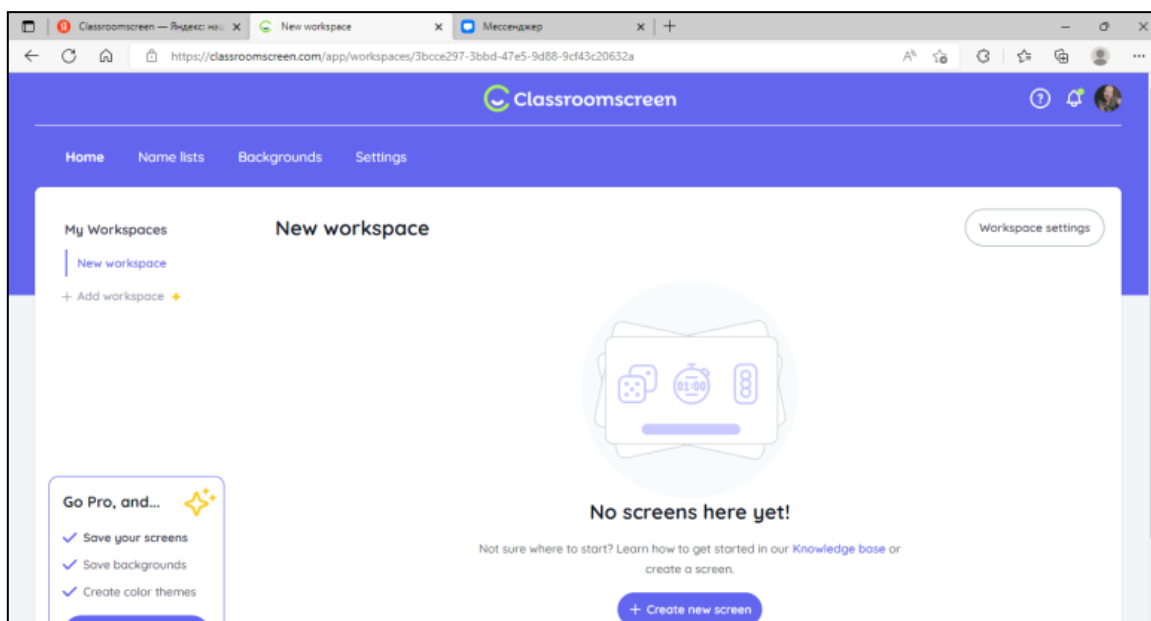 Classroomscreen — Яндекс: наш
New workspace
Мессенджер
https://classroomscreen.com/app/workspaces/3bcce297-3bbd-47e5-9d88-9cf43c20632a
Classroomscreen
Home Name lists Backgrounds Settings
My Workspaces
New workspace
+ Add workspace
New workspace
Workspace settings
01:00
No screens here yet!
Not sure where to start? Learn how to get started in our Knowledge base or
create a screen.
+ Create new screen
Go Pro, and...
Save your screens
Save backgrounds
Create color themes